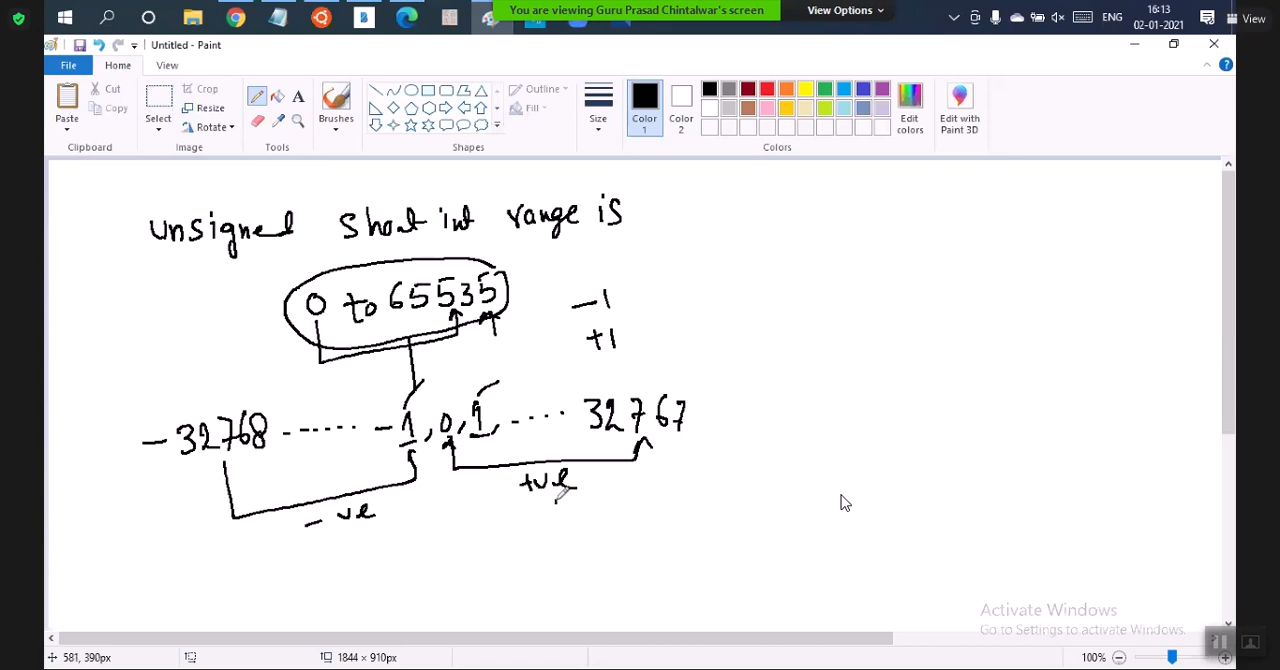 You are viewing Guru Prasad Chintalwar's screen
View Options
ENG
16:13
02-01-2021
View
Untitled - Paint
File Home View
Cut
Copy
Paste
Clipboard
Select
Crop
Resize
Rotate
Image
Tools
Brushes
Outline
Fill
Shapes
Size
Color 1
Color 2
Edit colors
Colors
Edit with Paint 3D
unsigned short int range is
0 to 65535
-1
+1
-32768 ------- -1, 0, 1, ---- 32767
-ve
+ve
Activate Windows
Go to Settings to activate Windows.
581, 390px
1844 × 910px
100%